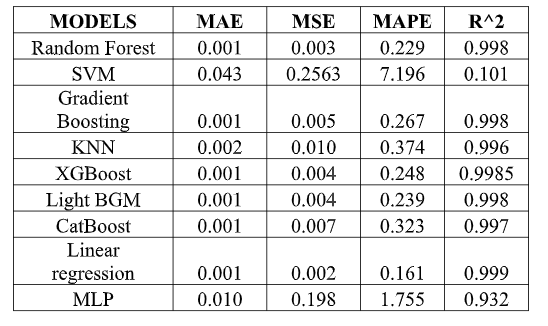 MODELS MAE MSE MAPE R^2
Random Forest 0.001 0.003 0.229 0.998
SVM 0.043 0.2563 7.196 0.101
Gradient
Boosting 0.001 0.005 0.267 0.998
KNN 0.002 0.010 0.374 0.996
XGBoost 0.001 0.004 0.248 0.9985
Light BGM 0.001 0.004 0.239 0.998
CatBoost 0.001 0.007 0.323 0.997
Linear
regression 0.001 0.002 0.161 0.999
MLP 0.010 0.198 1.755 0.932